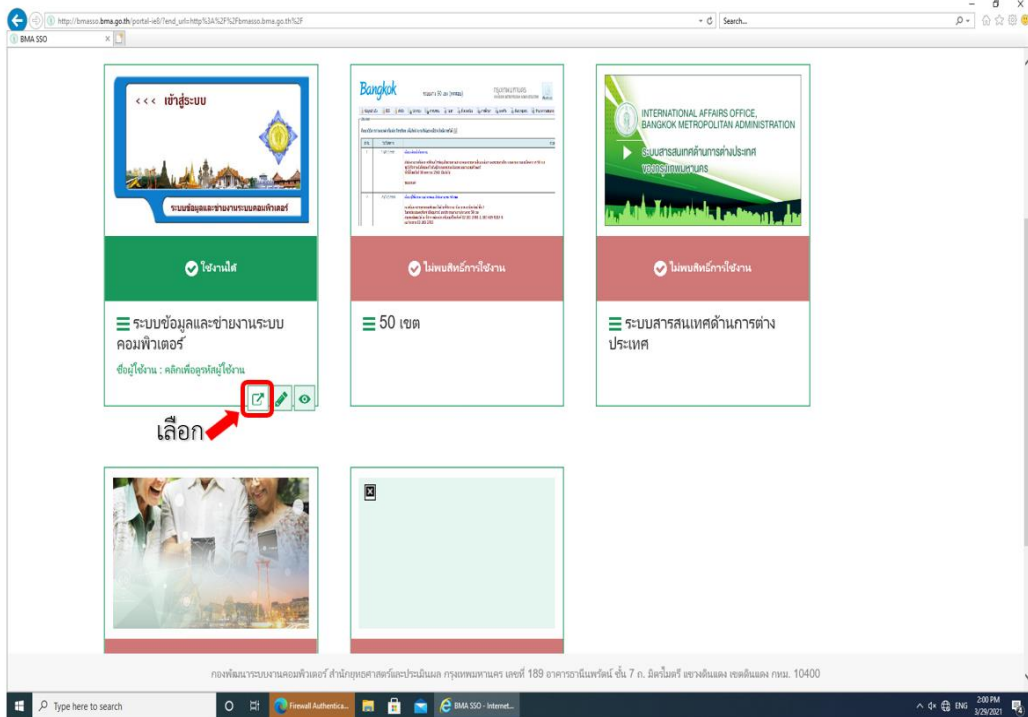 http://bmasso.bma.go.th/portal-ie8/?end_url=http%3A%2F%2Fbmasso.bma.go.th%2F
Search...
BMA SSO
<<< เข้าสู่ระบบ
ระบบข้อมูลและข่ายงานระบบคอมพิวเตอร์
Bangkok
INTERNATIONAL AFFAIRS OFFICE,
BANGKOK METROPOLITAN ADMINISTRATION
ระบบสารสนเทศด้านการต่างประเทศ
ของกรุงเทพมหานคร
ใช้งานได้
ไม่พบสิทธิ์การใช้งาน
ไม่พบสิทธิ์การใช้งาน
ระบบข้อมูลและข่ายงานระบบ
คอมพิวเตอร์
ชื่อผู้ใช้งาน : คลิกเพื่อดูรหัสผู้ใช้งาน
50 เขต
ระบบสารสนเทศด้านการต่าง
ประเทศ
เลือก
กองพัฒนาระบบงานคอมพิวเตอร์ สำนักยุทธศาสตร์และประเมินผล กรุงเทพมหานคร เลขที่ 189 อาคารธานีนพรัตน์ ชั้น 7 ถ. มิตรไมตรี แขวงดินแดง เขตดินแดง กทม. 10400
Type here to search
Firewall Authentica...
BMA SSO - Internet...
ENG
2:00 PM
3/29/2021